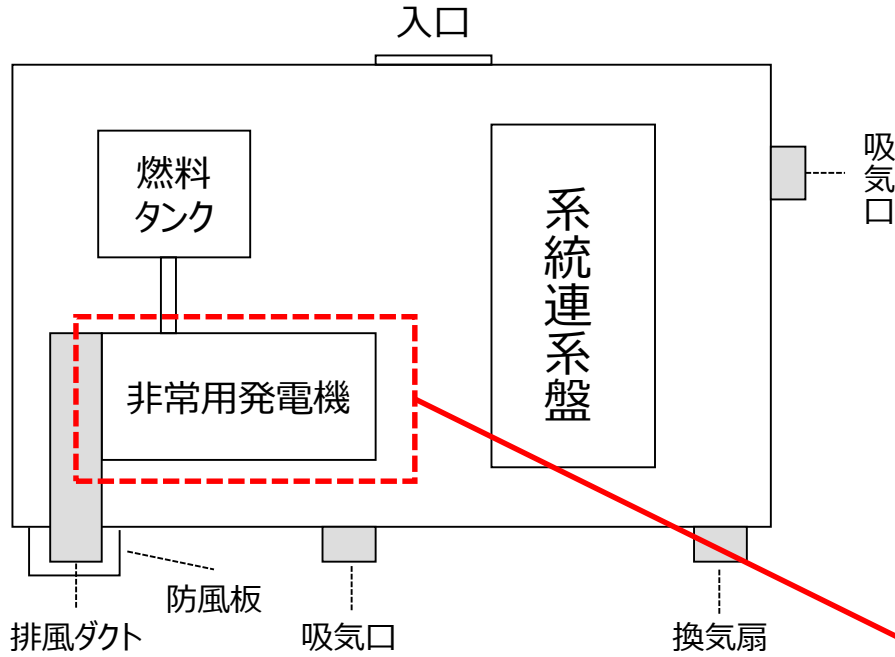 入口
燃料
タンク
吸気口
系統連系盤
非常用発電機
防風板
排風ダクト
吸気口
換気扇